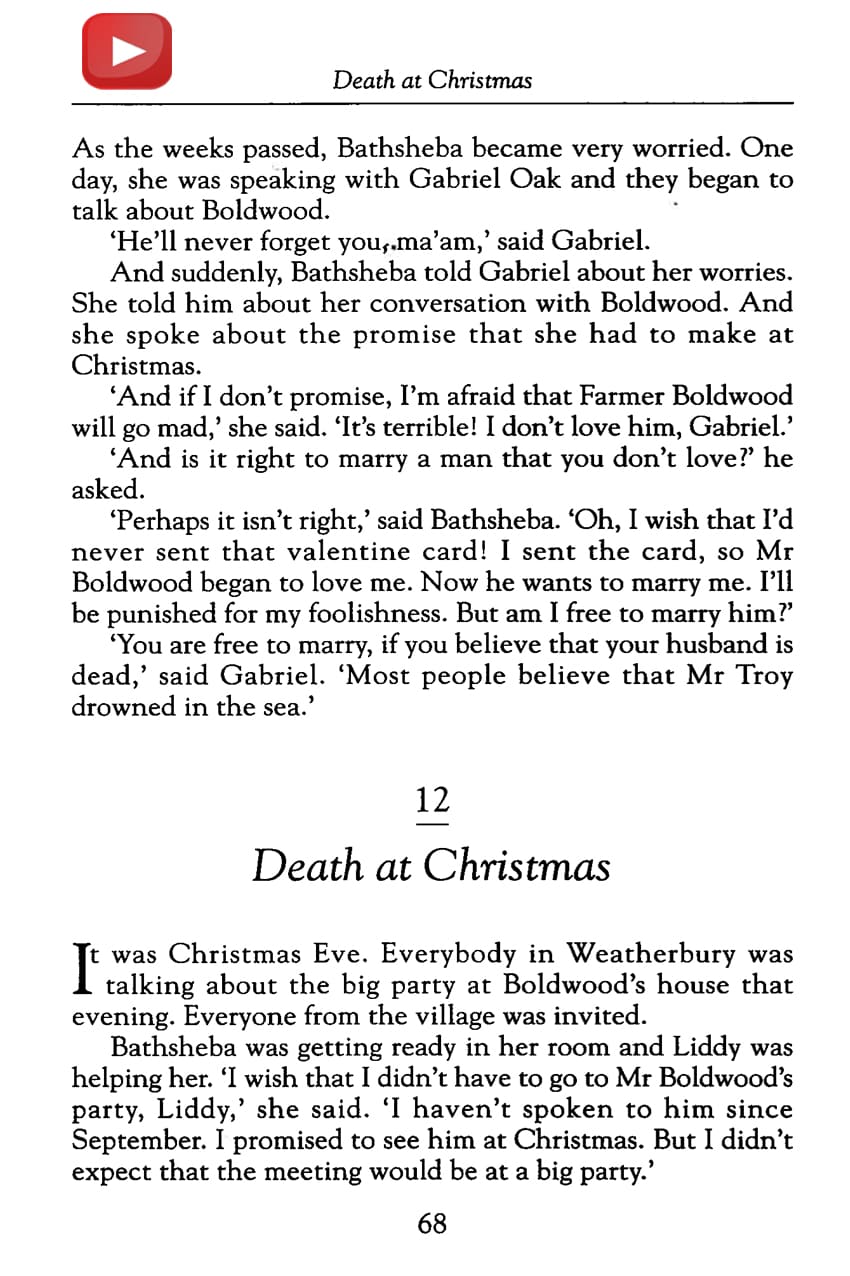 Death at Christmas
As the weeks passed, Bathsheba became very worried. One
day, she was speaking with Gabriel Oak and they began to
talk about Boldwood.
‘He’ll never forget you, ma’am,’ said Gabriel.
And suddenly, Bathsheba told Gabriel about her worries.
She told him about her conversation with Boldwood. And
she spoke about the promise that she had to make at
Christmas.
‘And if I don’t promise, I’m afraid that Farmer Boldwood
will go mad,’ she said. ‘It’s terrible! I don’t love him, Gabriel.’
‘And is it right to marry a man that you don’t love?’ he
asked.
‘Perhaps it isn’t right,’ said Bathsheba. ‘Oh, I wish that I’d
never sent that valentine card! I sent the card, so Mr
Boldwood began to love me. Now he wants to marry me. I’ll
be punished for my foolishness. But am I free to marry him?’
‘You are free to marry, if you believe that your husband is
dead,’ said Gabriel. ‘Most people believe that Mr Troy
drowned in the sea.’
12
Death at Christmas
It was Christmas Eve. Everybody in Weatherbury was
talking about the big party at Boldwood’s house that
evening. Everyone from the village was invited.
Bathsheba was getting ready in her room and Liddy was
helping her. ‘I wish that I didn’t have to go to Mr Boldwood’s
party, Liddy,’ she said. ‘I haven’t spoken to him since
September. I promised to see him at Christmas. But I didn’t
expect that the meeting would be at a big party.’
68